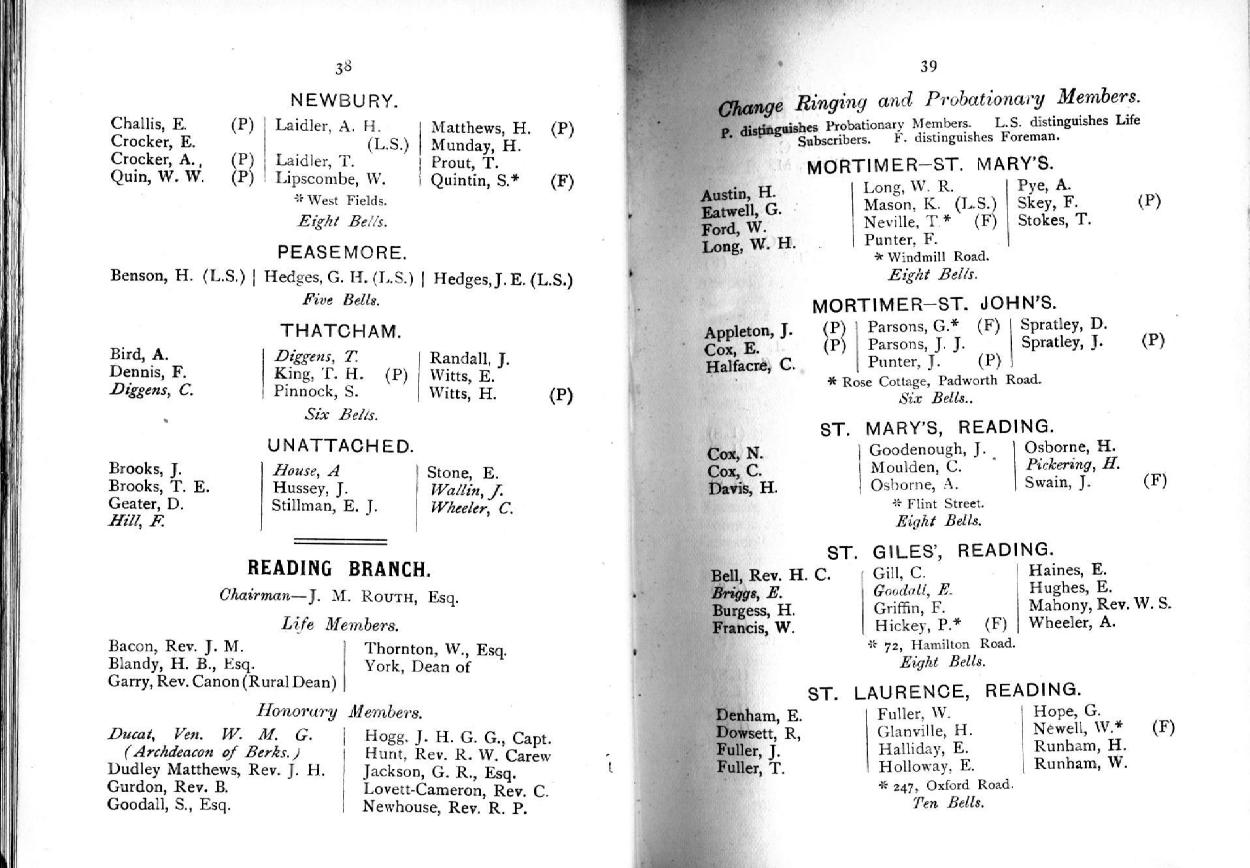 38
NEWBURY.
Challis, E. (P) | Laidler, A. H. | Matthews, H. (P)
Crocker, E. (L.S.) | Munday, H.
Crocker, A., (P) | Laidler, T. | Prout, T.
Quin, W. W. (P) | Lipscombe, W. | Quintin, S.* (F)
* West Fields.
Eight Bells.
PEASEMORE.
Benson, H. (L.S.) | Hedges, G. H. (L.S.) | Hedges, J. E. (L.S.)
Five Bells.
THATCHAM.
Bird, A. | Diggens, T. | Randall, J.
Dennis, F. | King, T. H. (P) | Witts, E.
Diggens, C. | Pinnock, S. | Witts, H. (P)
Six Bells.
UNATTACHED.
Brooks, J. | House, A | Stone, E.
Brooks, T. E. | Hussey, J. | Wallin, J.
Geater, D. | Stillman, E. J. | Wheeler, C.
Hill, F.
READING BRANCH.
Chairman—J. M. ROUTH, Esq.
Life Members.
Bacon, Rev. J. M. | Thornton, W., Esq.
Blandy, H. B., Esq. | York, Dean of
Garry, Rev. Canon (Rural Dean) |
Honorary Members.
Ducat, Ven. W. M. G. | Hogg. J. H. G. G., Capt.
(Archdeacon of Berks.) | Hunt, Rev. R. W. Carew
Dudley Matthews, Rev. J. H. | Jackson, G. R., Esq.
Gurdon, Rev. B. | Lovett-Cameron, Rev. C.
Goodall, S., Esq. | Newhouse, Rev. R. P.
39
Change Ringing and Probationary Members.
P. distinguishes Probationary Members. L.S. distinguishes Life
Subscribers. F. distinguishes Foreman.
MORTIMER—ST. MARY'S.
Austin, H. | Long, W. R. | Pye, A.
Eatwell, G. | Mason, K. (L.S.) | Skey, F. (P)
Ford, W. | Neville, T * (F) | Stokes, T.
Long, W. H. | Punter, F.
* Windmill Road.
Eight Bells.
MORTIMER—ST. JOHN'S.
Appleton, J. (P) | Parsons, G.* (F) | Spratley, D.
Cox, E. (P) | Parsons, J. J. | Spratley, J. (P)
Halfacre, C. | Punter, J. (P) |
* Rose Cottage, Padworth Road.
Six Bells..
ST. MARY'S, READING.
Cox, N. | Goodenough, J. | Osborne, H.
Cox, C. | Moulden, C. | Pickering, H.
Davis, H. | Osborne, A. | Swain, J. (F)
* Flint Street.
Eight Bells.
ST. GILES', READING.
Bell, Rev. H. C. | Gill, C. | Haines, E.
Briggs, E. | Goodall, E. | Hughes, E.
Burgess, H. | Griffin, F. | Mahony, Rev. W. S.
Francis, W. | Hickey, P.* (F) | Wheeler, A.
* 72, Hamilton Road.
Eight Bells.
ST. LAURENCE, READING.
Denham, E. | Fuller, W. | Hope, G.
Dowsett, R, | Glanville, H. | Newell, W.* (F)
Fuller, J. | Halliday, E. | Runham, H.
Fuller, T. | Holloway, E. | Runham, W.
* 247, Oxford Road.
Ten Bells.